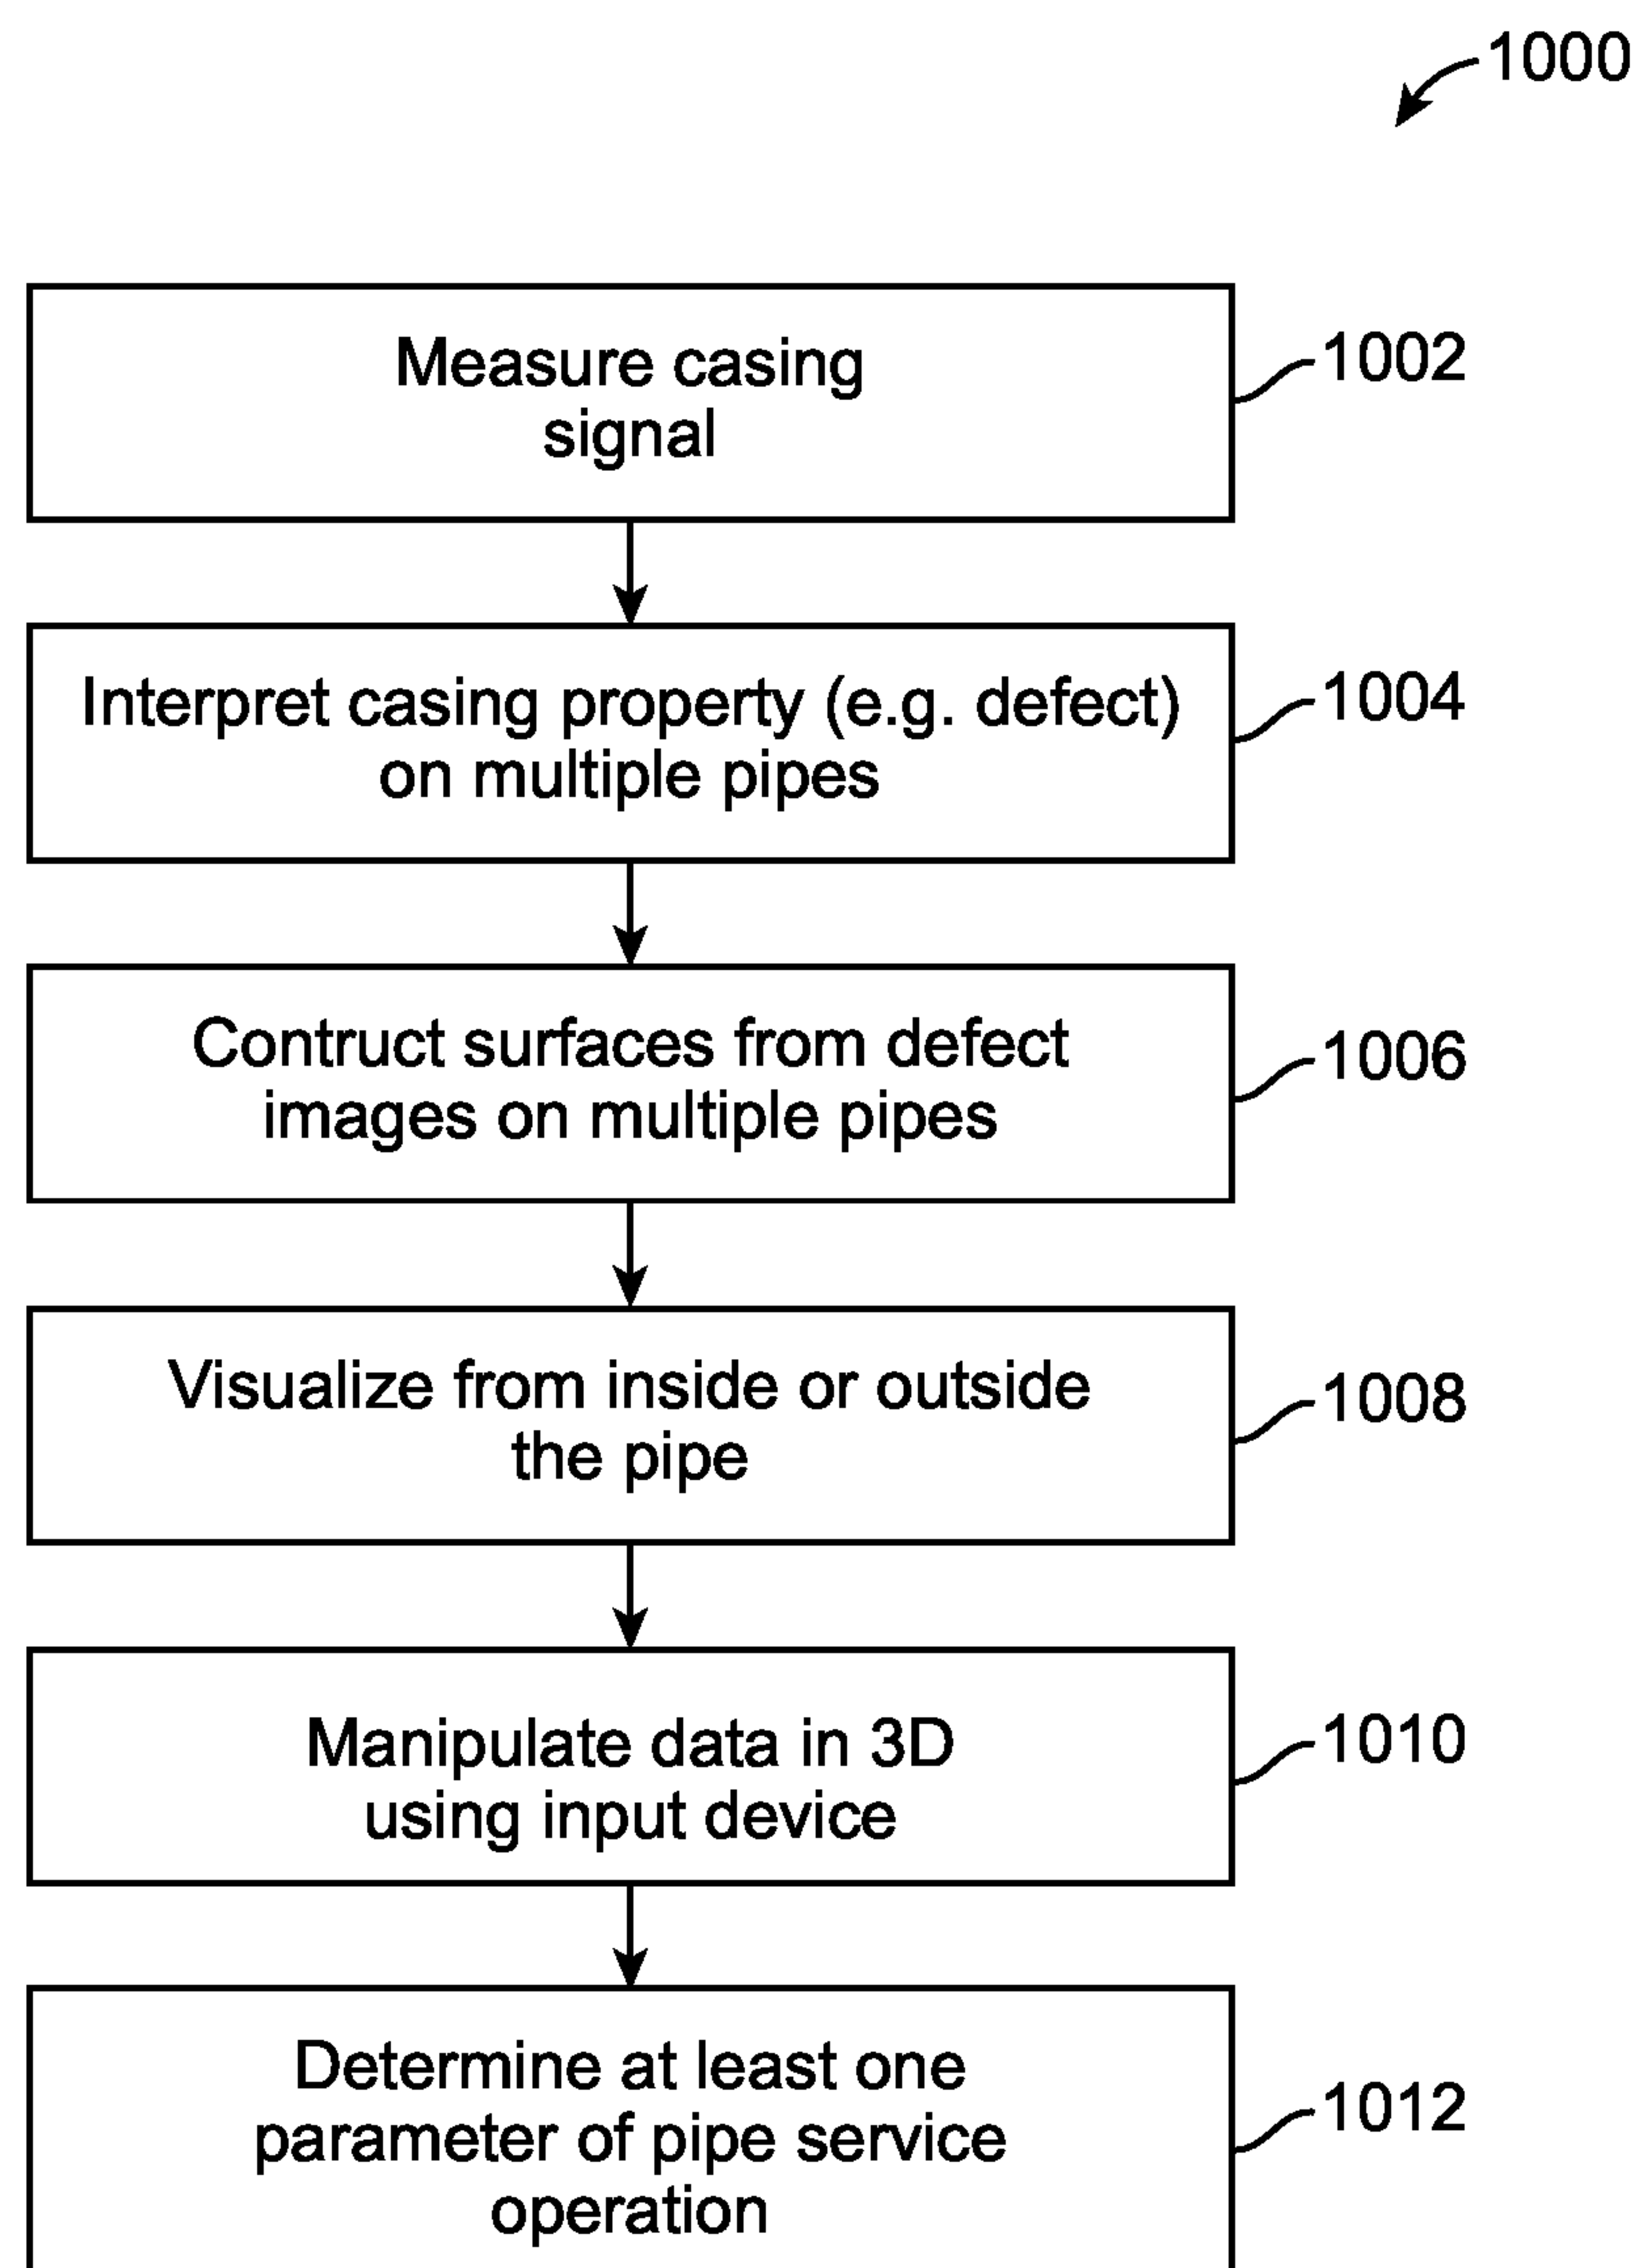 1000
Measure casing
signal
1002
Interpret casing property (e.g. defect)
on multiple pipes
1004
Contruct surfaces from defect
images on multiple pipes
1006
Visualize from inside or outside
the pipe
1008
Manipulate data in 3D
using input device
1010
Determine at least one
parameter of pipe service
operation
1012